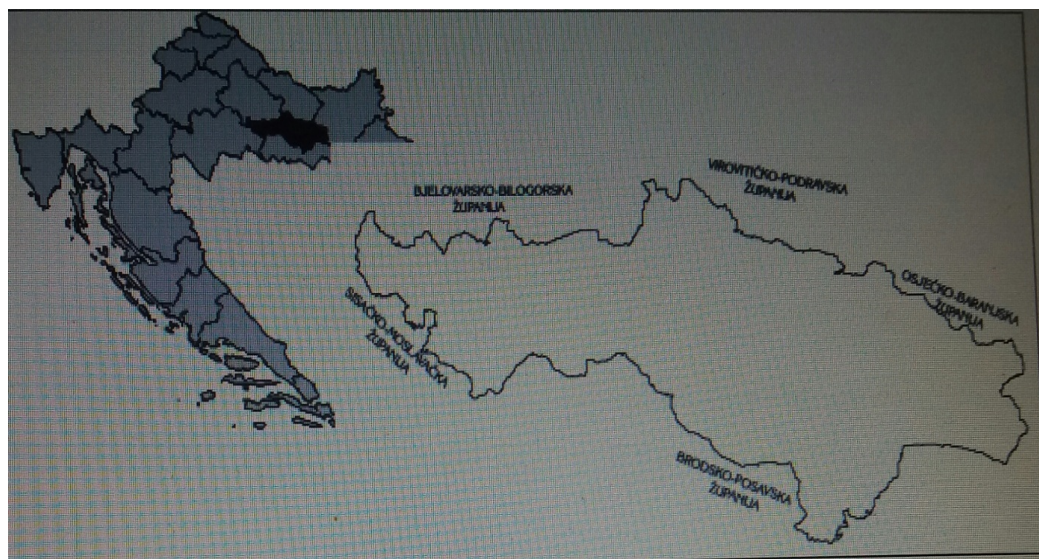 BJELOVARSKO-BILOGORSKA
ŽUPANIJA
VIROVITIČKO-PODRAVSKA
ŽUPANIJA
OSJEČKO-BARANJSKA
ŽUPANIJA
SISAČKO-MOSLAVAČKA
ŽUPANIJA
BRODSKO-POSAVSKA
ŽUPANIJA